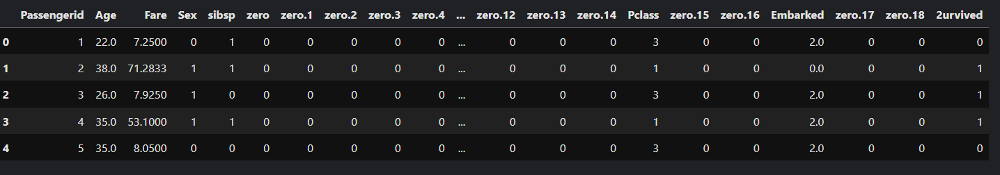 Passengerid Age Fare Sex sibsp zero zero.1 zero.2 zero.3 zero.4 ... zero.12 zero.13 zero.14 Pclass zero.15 zero.16 Embarked zero.17 zero.18 2urvived
0 1 22.0 7.2500 0 1 0 0 0 0 0 ... 0 0 0 3 0 0 2.0 0 0 0
1 2 38.0 71.2833 1 1 0 0 0 0 0 ... 0 0 0 1 0 0 0.0 0 0 1
2 3 26.0 7.9250 1 0 0 0 0 0 0 ... 0 0 0 3 0 0 2.0 0 0 1
3 4 35.0 53.1000 1 1 0 0 0 0 0 ... 0 0 0 1 0 0 2.0 0 0 1
4 5 35.0 8.0500 0 0 0 0 0 0 0 ... 0 0 0 3 0 0 2.0 0 0 0